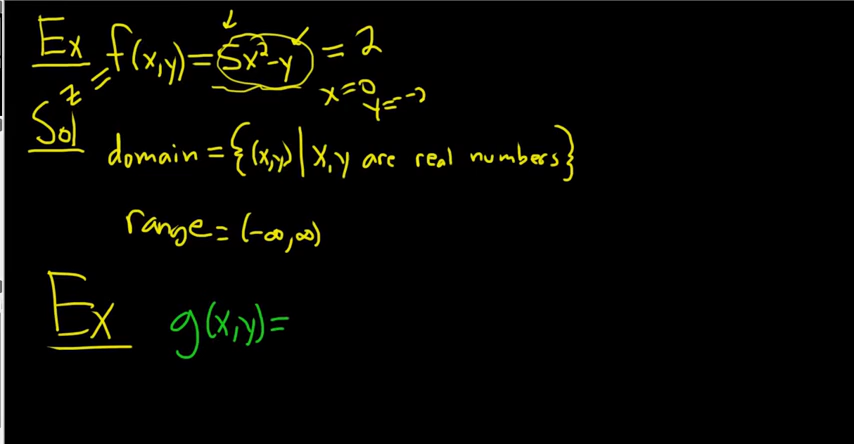 Ex f(x,y) = 5x²-y = 2
z = x=0 y=-2
Sol domain = {(x,y) | x,y are real numbers}
range = (-∞,∞)
Ex g(x,y) =